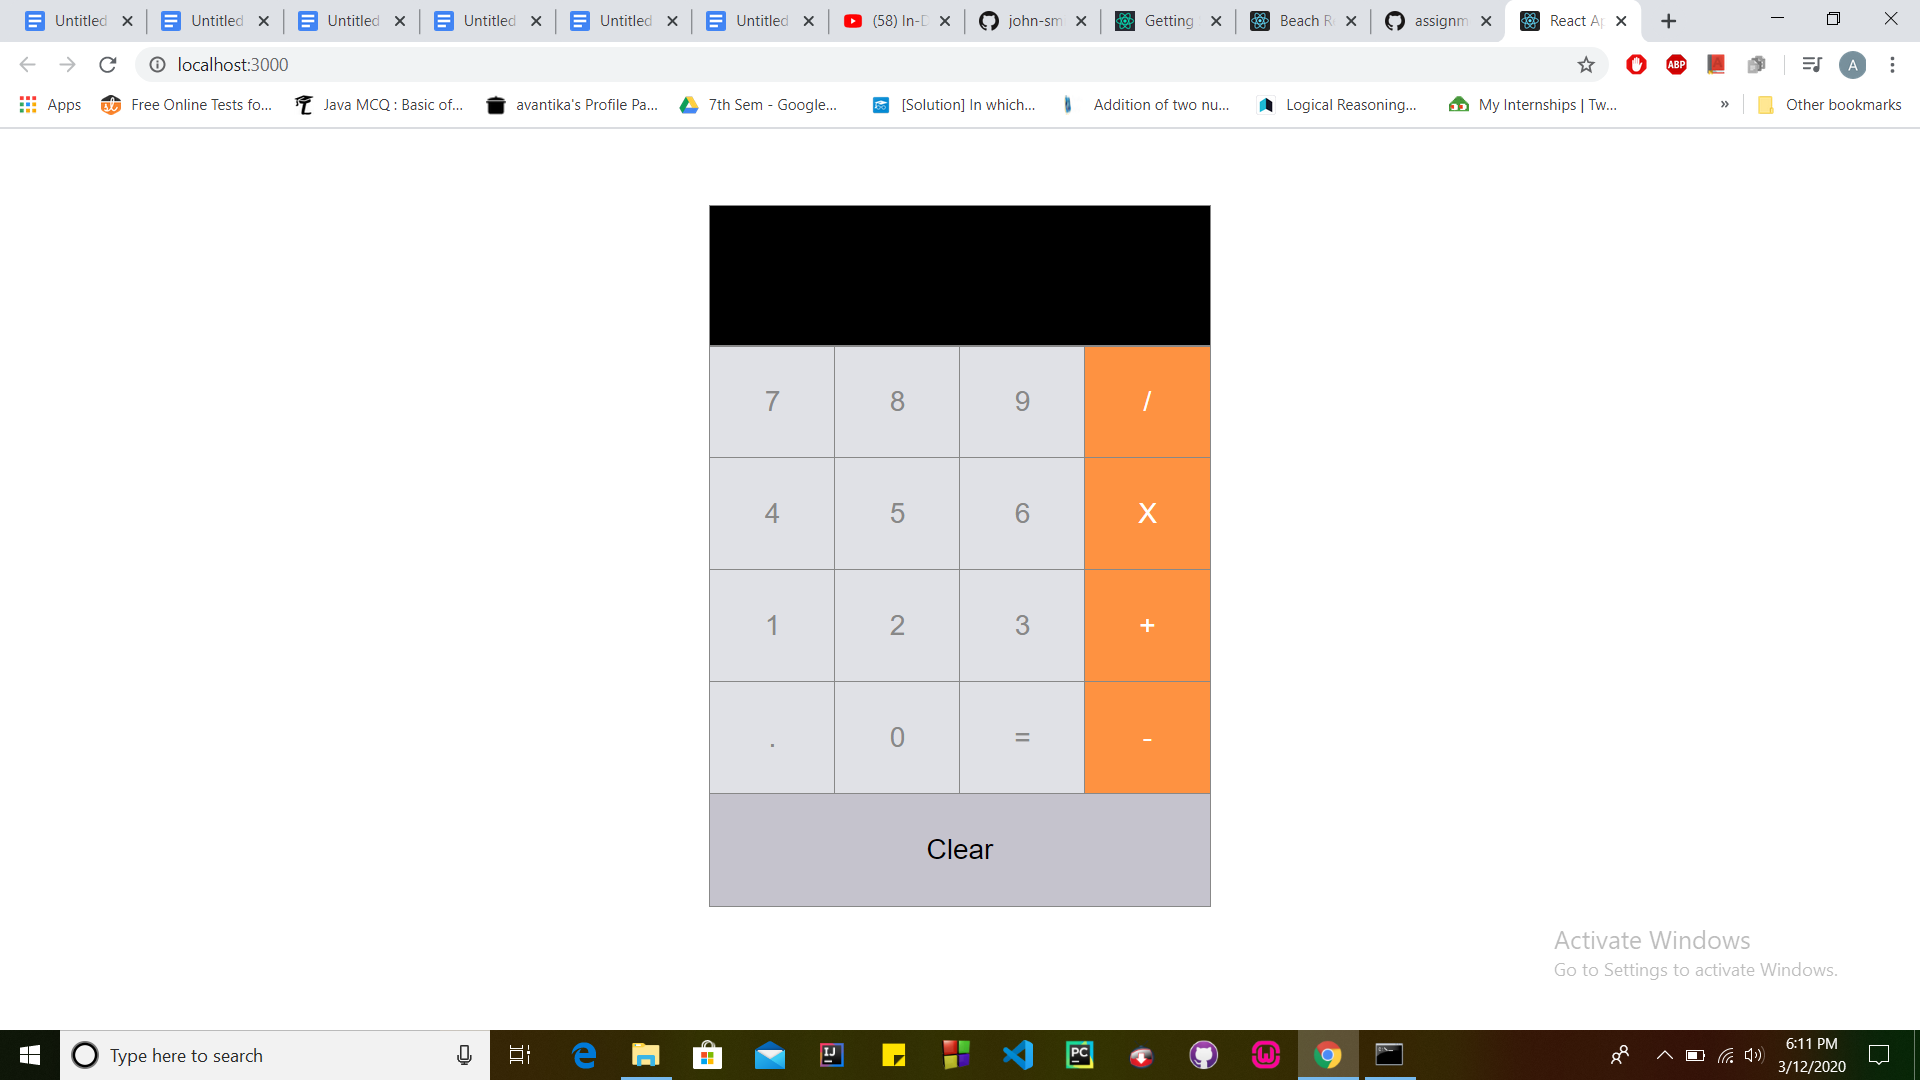 Untitled
Untitled
Untitled
Untitled
Untitled
Untitled
(58) In-D
john-sm
Getting
Beach R
assignm
React Ap
localhost:3000
ABP
A
Apps
Free Online Tests fo...
Java MCQ : Basic of...
avantika's Profile Pa...
7th Sem - Google...
[Solution] In which...
Addition of two nu...
Logical Reasoning...
My Internships | Tw...
»
Other bookmarks
7 8 9 /
4 5 6 X
1 2 3 +
. 0 = -
Clear
Activate Windows
Go to Settings to activate Windows.
Type here to search
IJ
PC
6:11 PM
3/12/2020